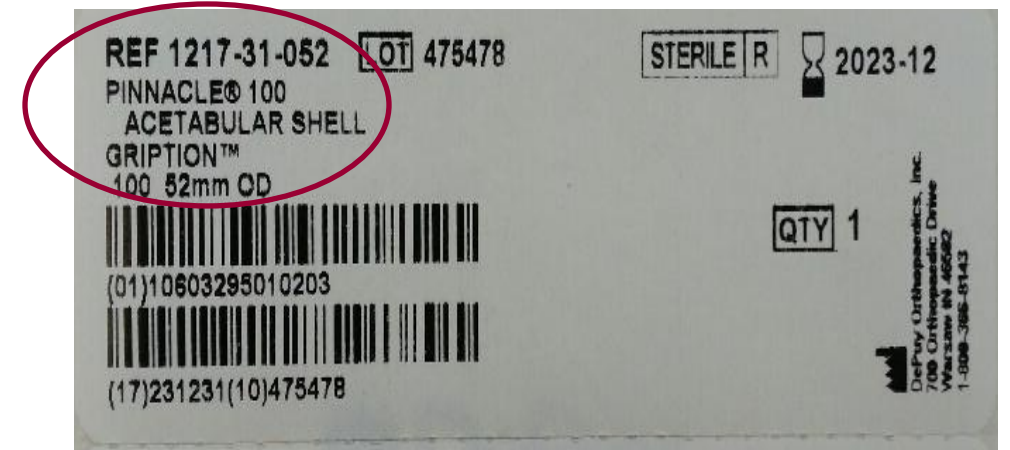 REF 1217-31-052 LOT 475478
STERILE R 2023-12
PINNACLE® 100
ACETABULAR SHELL
GRIPTION™
100 52mm OD
(01)10603295010203
QTY 1
(17)231231(10)475478
DePuy Orthopaedics, Inc.
700 Orthopaedic Drive
Warsaw IN 46582
1-800-366-8143